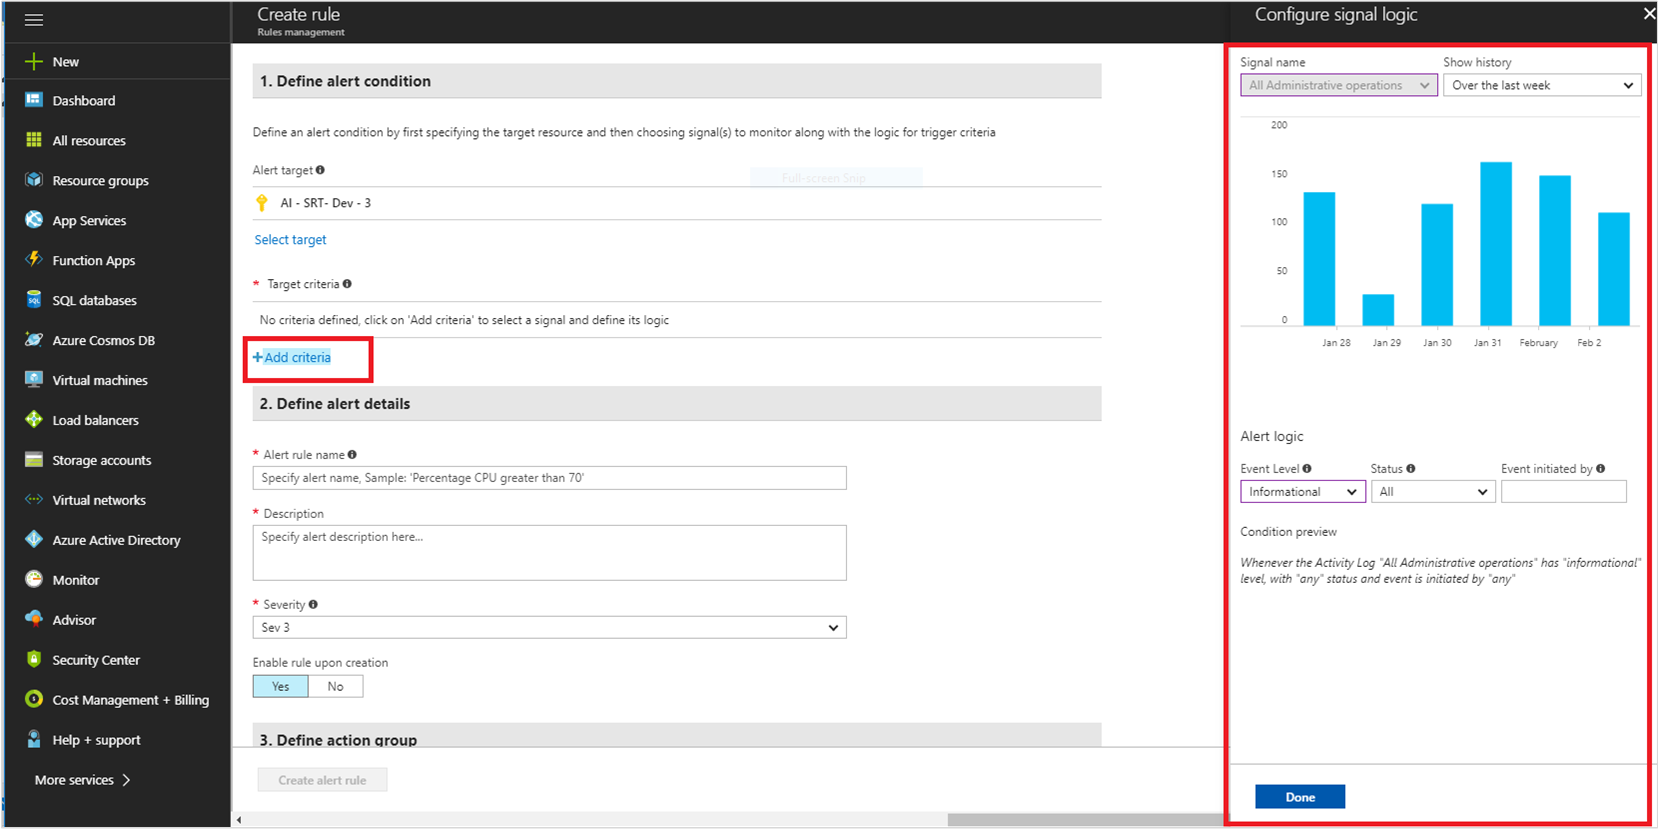 New
Dashboard
All resources
Resource groups
App Services
Function Apps
SQL databases
Azure Cosmos DB
Virtual machines
Load balancers
Storage accounts
Virtual networks
Azure Active Directory
Monitor
Advisor
Security Center
Cost Management + Billing
Help + support
More services
Create rule
Rules management
1. Define alert condition
Define an alert condition by first specifying the target resource and then choosing signal(s) to monitor along with the logic for trigger criteria
Alert target
Full-screen Snip
AI - SRT- Dev - 3
Select target
* Target criteria
No criteria defined, click on 'Add criteria' to select a signal and define its logic
+Add criteria
2. Define alert details
* Alert rule name
Specify alert name, Sample: 'Percentage CPU greater than 70'
* Description
Specify alert description here...
* Severity
Sev 3
Enable rule upon creation
Yes No
3. Define action group
Create alert rule
Configure signal logic
Signal name Show history
All Administrative operations Over the last week
200
150
100
50
0
Jan 28 Jan 29 Jan 30 Jan 31 February Feb 2
Alert logic
Event Level Status Event initiated by
Informational All
Condition preview
Whenever the Activity Log "All Administrative operations" has "informational"
level, with "any" status and event is initiated by "any"
Done